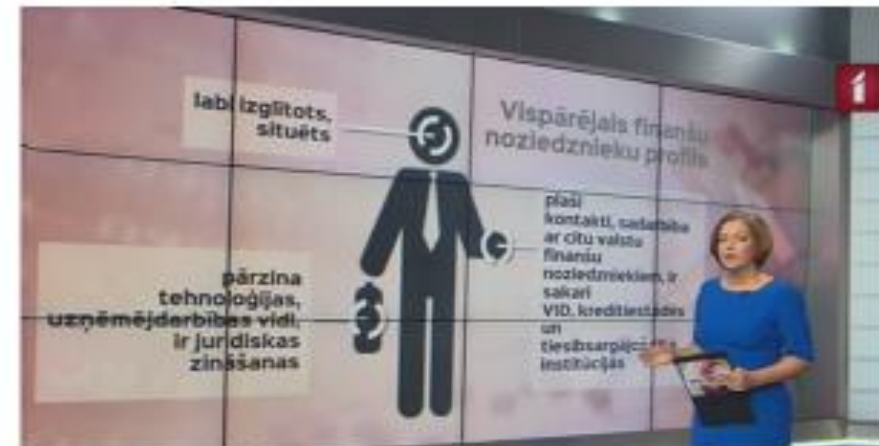 Vispārējais finanšu
noziedznieku profils
labi izglītots,
situēts
plaši
kontakti, sadarbība
ar citu valstu
finanšu
noziedzniekiem, ir
sakari
VID, kredītiestādēs
un
tiesībsargājošās
institūcijās
pārzina
tehnoloģijas,
uzņēmējdarbības vidi,
ir juridiskas
zināšanas
1